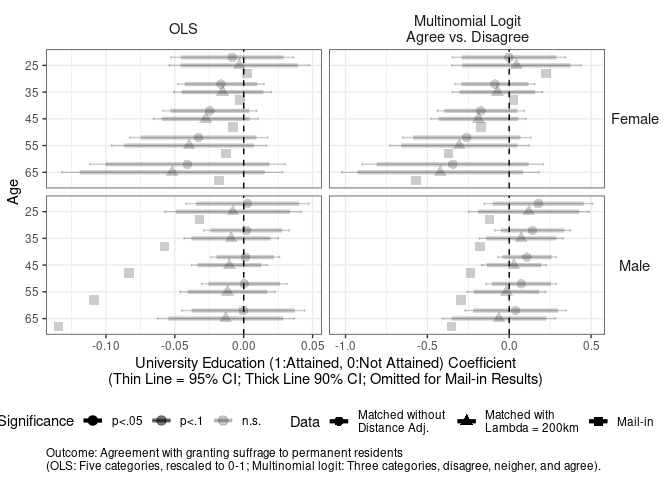 OLS
Multinomial Logit
Agree vs. Disagree
25
35
45
55
65
Female
Age
25
35
45
55
65
Male
-0.10
-0.05
0.00
0.05
-1.0
-0.5
0.0
0.5
University Education (1:Attained, 0:Not Attained) Coefficient
(Thin Line = 95% CI; Thick Line 90% CI; Omitted for Mail-in Results)
Significance
p<.05
p<.1
n.s.
Data
Matched without
Distance Adj.
Matched with
Lambda = 200km
Mail-in
Outcome: Agreement with granting suffrage to permanent residents
(OLS: Five categories, rescaled to 0-1; Multinomial logit: Three categories, disagree, neigher, and agree).